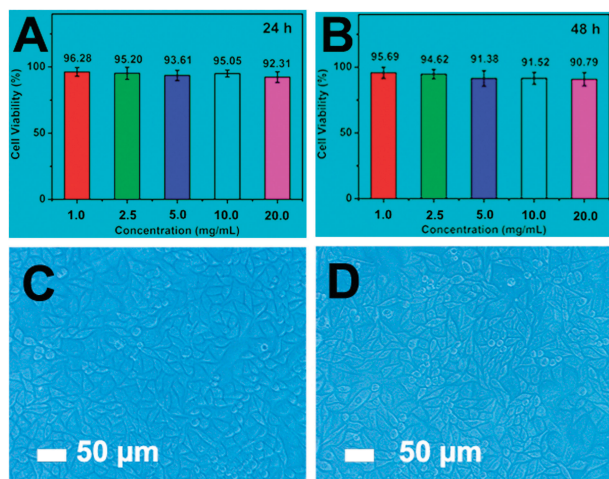 A
24 h
96.28 95.20 93.61 95.05 92.31
100
50
0
Cell Viability (%)
1.0 2.5 5.0 10.0 20.0
Concentration (mg/mL)
B
48 h
95.69 94.62 91.38 91.52 90.79
100
50
0
Cell Viability (%)
1.0 2.5 5.0 10.0 20.0
Concentration (mg/mL)
C
50 µm
D
50 µm